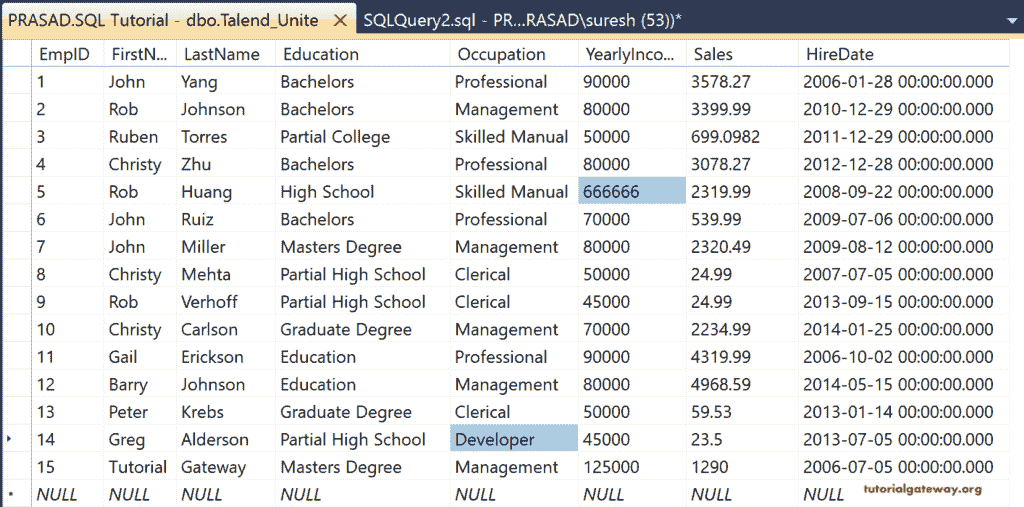 PRASAD.SQL Tutorial - dbo.Talend_Unite SQLQuery2.sql - PR...RASAD\suresh (53))*
EmpID FirstN... LastName Education Occupation YearlyInco... Sales HireDate
1 John Yang Bachelors Professional 90000 3578.27 2006-01-28 00:00:00.000
2 Rob Johnson Bachelors Management 80000 3399.99 2010-12-29 00:00:00.000
3 Ruben Torres Partial College Skilled Manual 50000 699.0982 2011-12-29 00:00:00.000
4 Christy Zhu Bachelors Professional 80000 3078.27 2012-12-28 00:00:00.000
5 Rob Huang High School Skilled Manual 666666 2319.99 2008-09-22 00:00:00.000
6 John Ruiz Bachelors Professional 70000 539.99 2009-07-06 00:00:00.000
7 John Miller Masters Degree Management 80000 2320.49 2009-08-12 00:00:00.000
8 Christy Mehta Partial High School Clerical 50000 24.99 2007-07-05 00:00:00.000
9 Rob Verhoff Partial High School Clerical 45000 24.99 2013-09-15 00:00:00.000
10 Christy Carlson Graduate Degree Management 70000 2234.99 2014-01-25 00:00:00.000
11 Gail Erickson Education Professional 90000 4319.99 2006-10-02 00:00:00.000
12 Barry Johnson Education Management 80000 4968.59 2014-05-15 00:00:00.000
13 Peter Krebs Graduate Degree Clerical 50000 59.53 2013-01-14 00:00:00.000
14 Greg Alderson Partial High School Developer 45000 23.5 2013-07-05 00:00:00.000
15 Tutorial Gateway Masters Degree Management 125000 1290 2006-07-05 00:00:00.000
NULL NULL NULL NULL NULL NULL NULL NULL
tutorialgateway.org